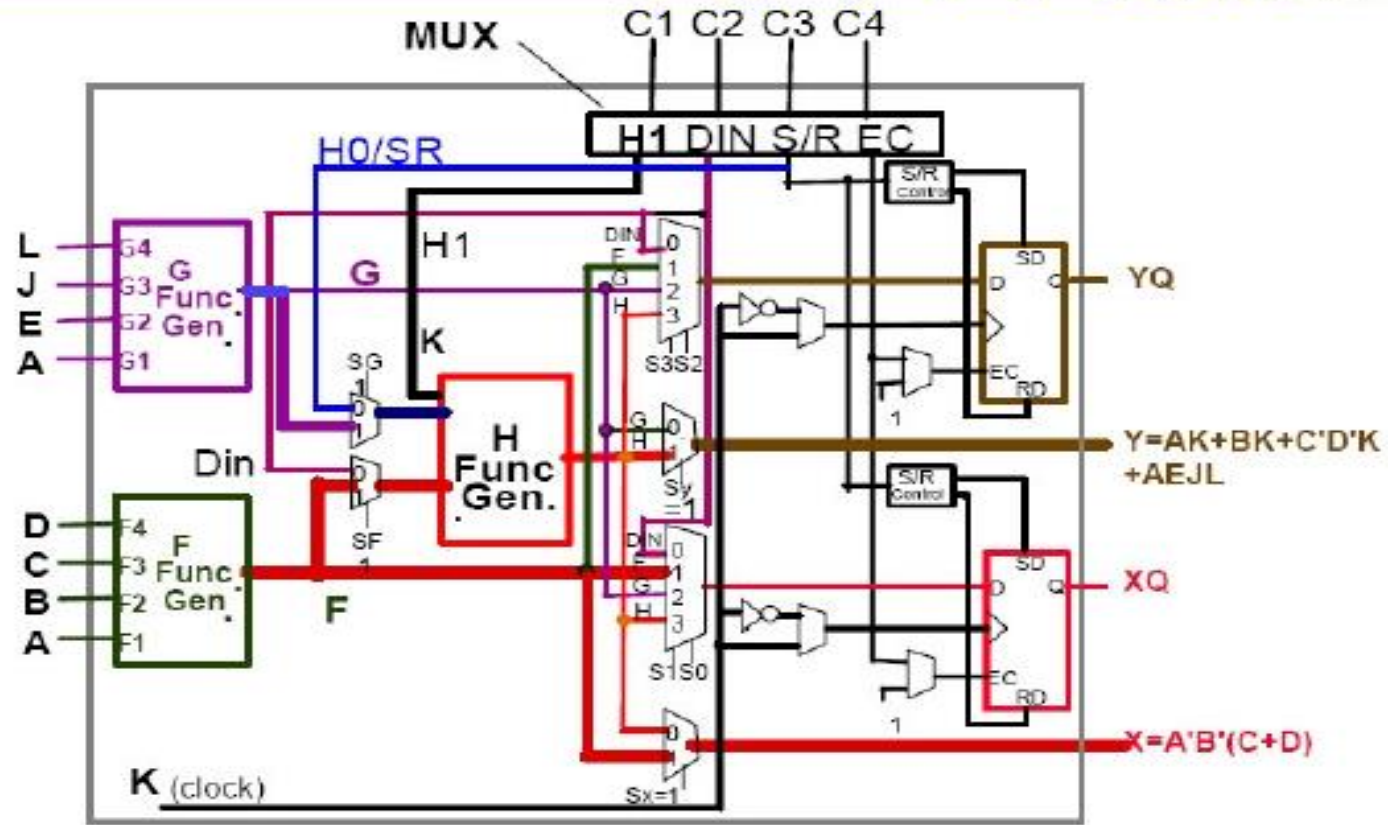 C1 C2 C3 C4
MUX
H1 DIN S/R EC
H0/SR
S/R
Control
H1
DIN
F
G
H
0
1
2
3
S3S2
SD
D
Q
EC
RD
YQ
1
L
J
E
A
G4
G3
G2
G1
G
Func
Gen.
G
K
SG
1
0
1
H
Func
Gen.
G
H
0
Sy
=1
Y=AK+BK+C'D'K
+AEJL
Din
0
SF
1
D
C
B
A
F4
F3
F2
F1
F
Func
Gen.
F
S/R
Control
DIN
F
G
H
0
1
2
3
S1S0
SD
D
Q
EC
RD
XQ
1
0
Sx=1
X=A'B'(C+D)
K (clock)